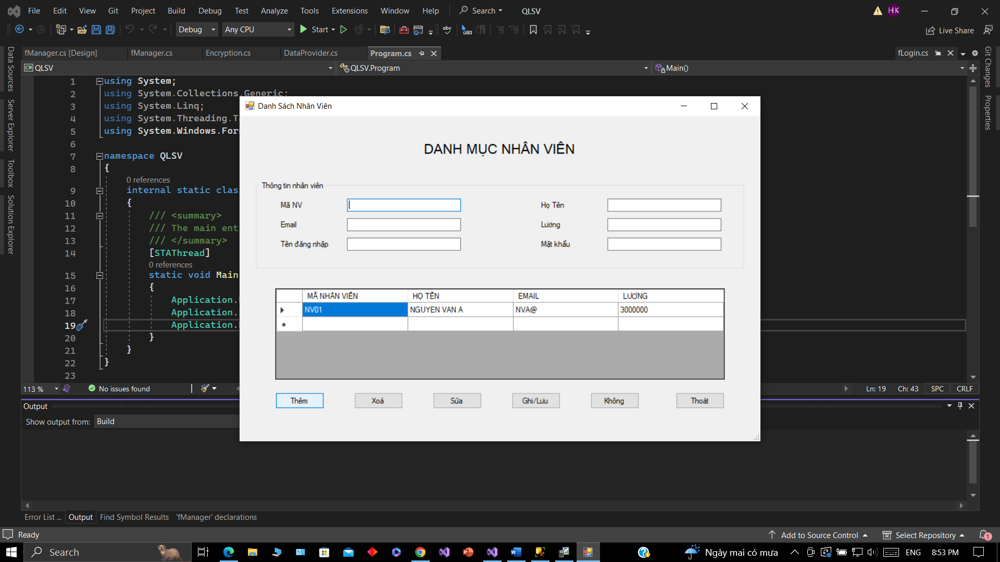 File Edit View Git Project Build Debug Test Analyze Tools Extensions Window Help Search QLSV HK
Debug Any CPU Start abc Live Share
fManager.cs [Design] fManager.cs Encryption.cs DataProvider.cs Program.cs fLogin.cs
C# QLSV QLSV.Program Main()
Data Sources
Server Explorer
Toolbox
Solution Explorer
Git Changes
Properties
1 using System;
2 using System.Collections.Generic;
3 using System.Linq;
4 using System.Threading.T
5 using System.Windows.For
6
7 namespace QLSV
8 {
0 references
9 internal static clas
10 {
11 /// <summary>
12 /// The main ent
13 /// </summary>
14 [STAThread]
0 references
15 static void Main
16 {
17 Application.
18 Application.
19 Application.
20 }
21 }
22 }
23
Danh Sách Nhân Viên
DANH MỤC NHÂN VIÊN
Thông tin nhân viên
Mã NV Họ Tên
Email Lương
Tên đăng nhập Mật khẩu
MÃ NHÂN VIÊN HỌ TÊN EMAIL LƯƠNG
NV01 NGUYEN VAN A NVA@ 3000000
Thêm Xoá Sửa Ghi/Lưu Không Thoát
113 % No issues found Ln: 19 Ch: 43 SPC CRLF
Output
Show output from: Build
Error List ... Output Find Symbol Results 'fManager' declarations
Ready Add to Source Control Select Repository 1
Search Ngày mai có mưa ENG 8:53 PM